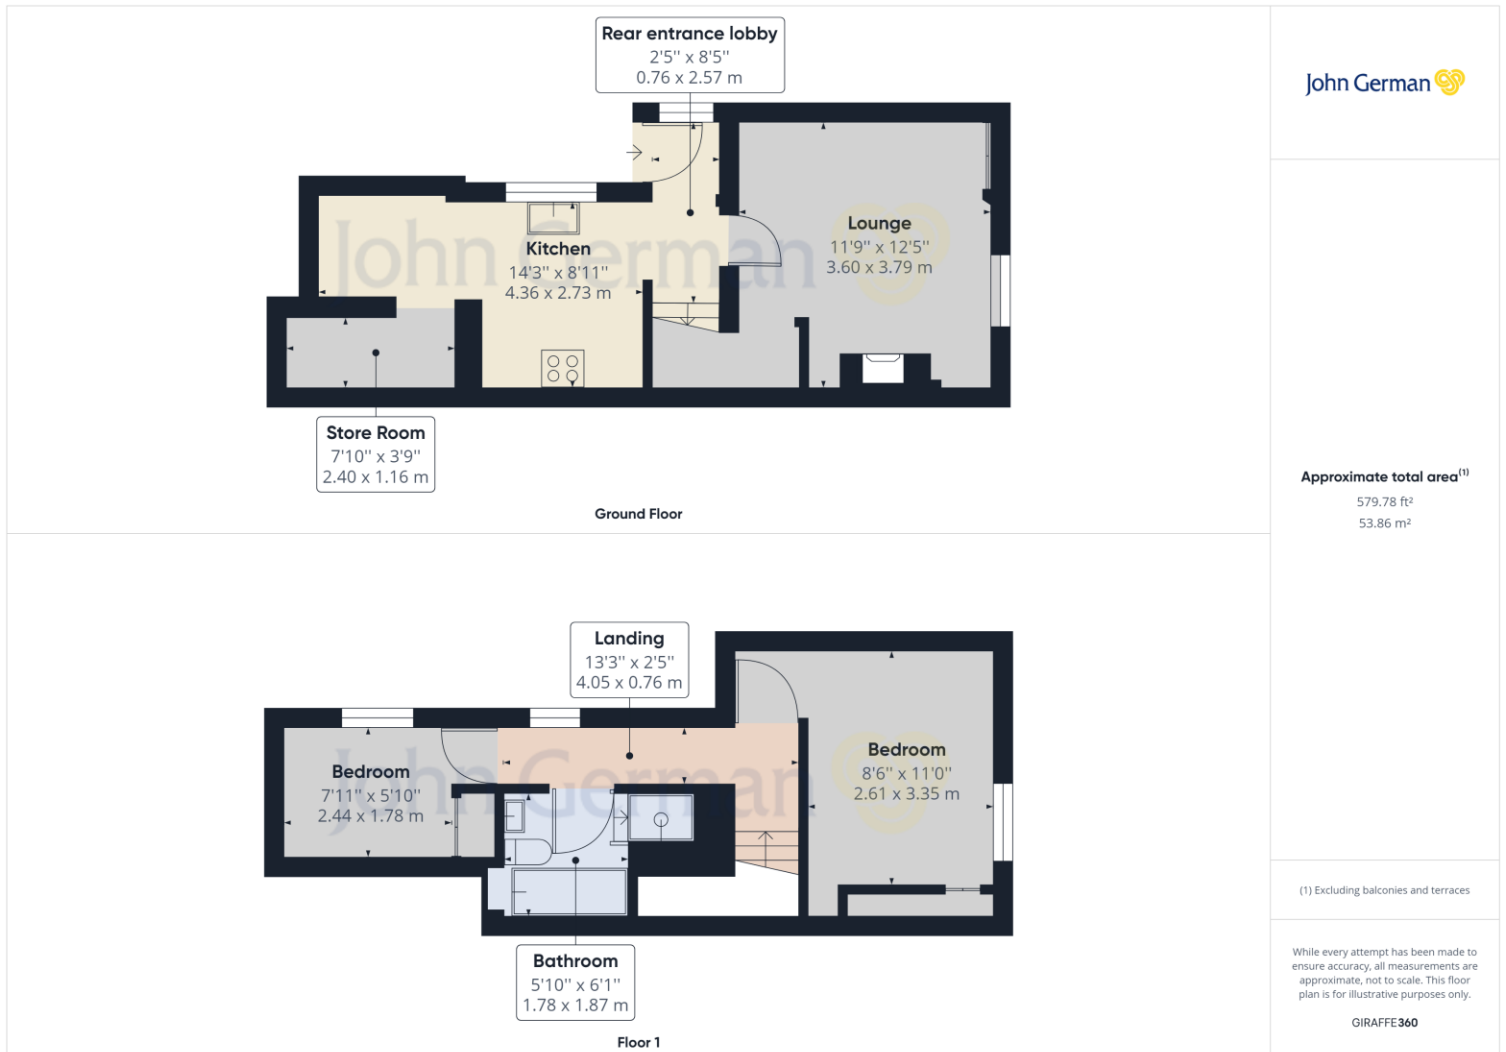 Rear entrance lobby
2'5'' x 8'5''
0.76 x 2.57 m
John German
Kitchen
14'3'' x 8'11''
4.36 x 2.73 m
Lounge
11'9'' x 12'5''
3.60 x 3.79 m
Store Room
7'10'' x 3'9''
2.40 x 1.16 m
Ground Floor
Landing
13'3'' x 2'5''
4.05 x 0.76 m
John German
Bedroom
7'11'' x 5'10''
2.44 x 1.78 m
Bedroom
8'6'' x 11'0''
2.61 x 3.35 m
Bathroom
5'10'' x 6'1''
1.78 x 1.87 m
Floor 1
John German
Approximate total area(1)
579.78 ft²
53.86 m²
(1) Excluding balconies and terraces
While every attempt has been made to
ensure accuracy, all measurements are
approximate, not to scale. This floor
plan is for illustrative purposes only.
GIRAFFE360